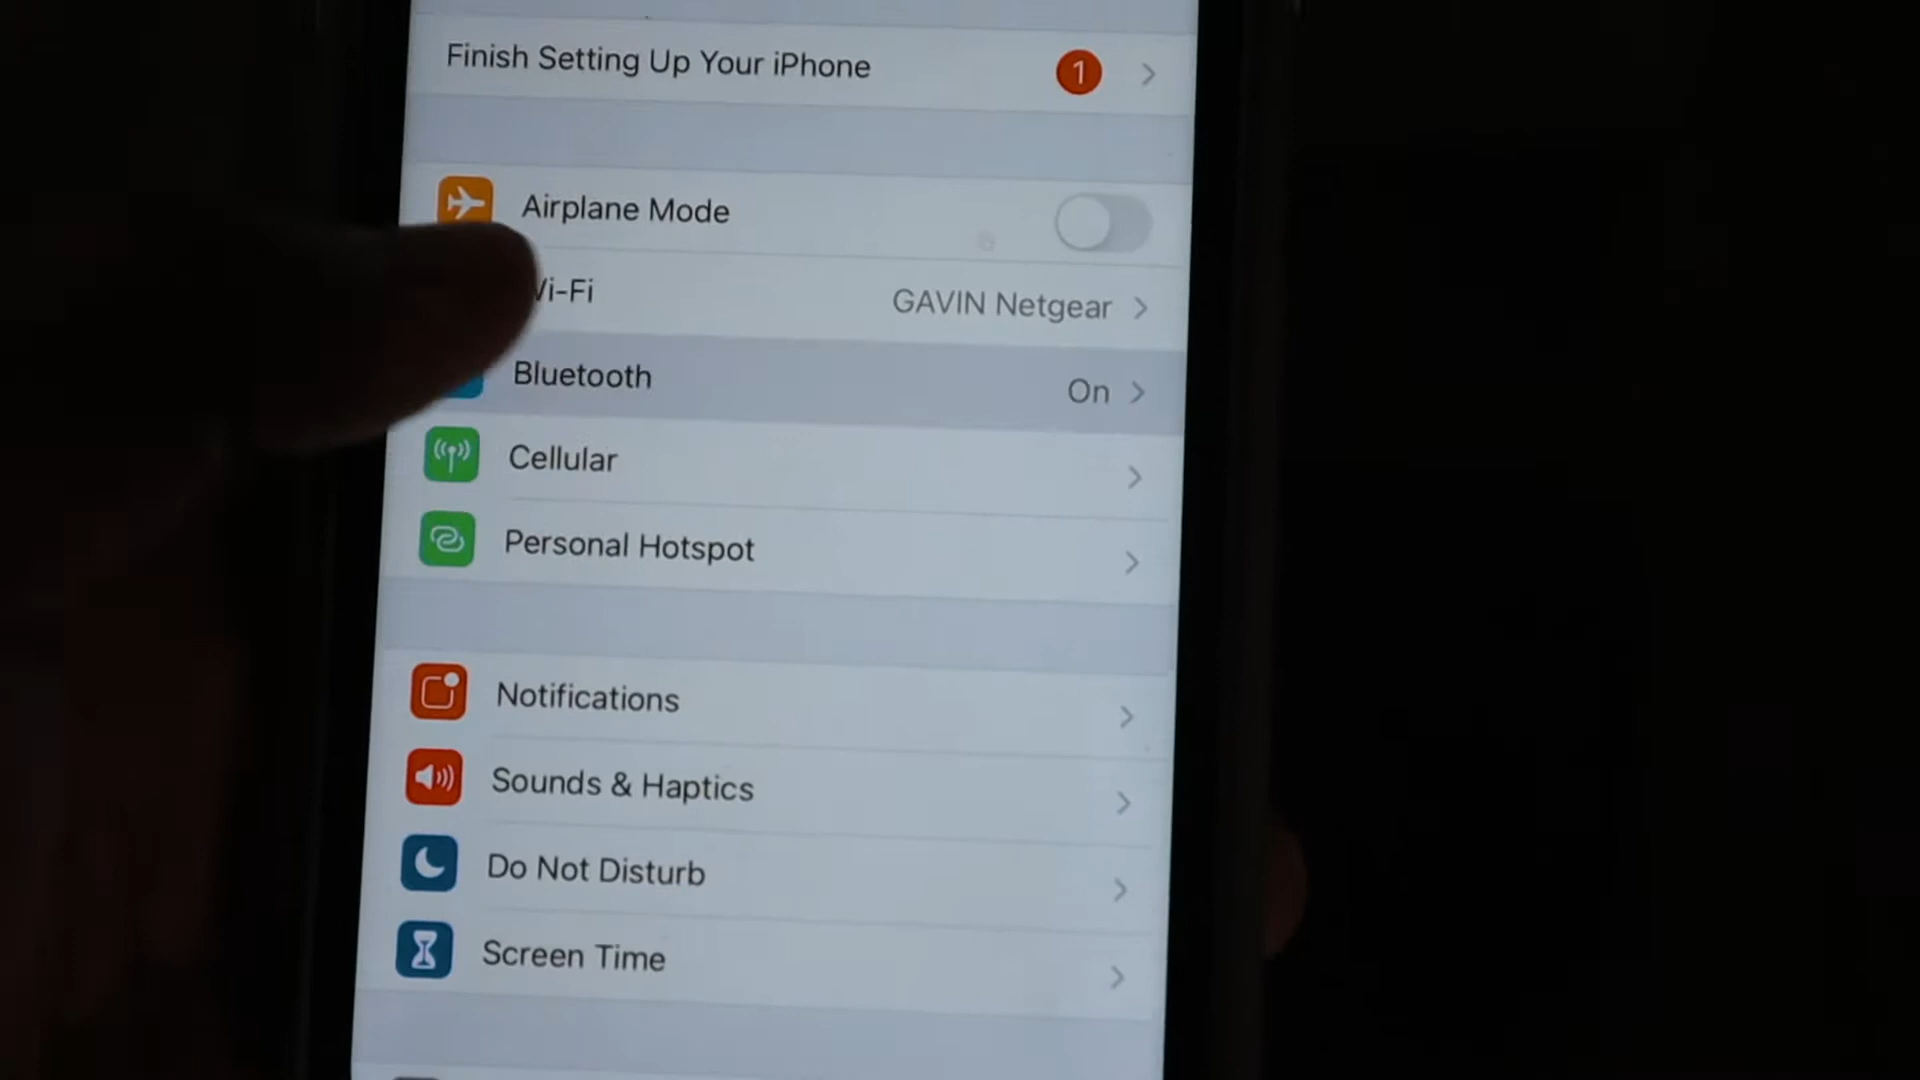 Finish Setting Up Your iPhone 1
Airplane Mode
Wi-Fi GAVIN Netgear
Bluetooth On
Cellular
Personal Hotspot
Notifications
Sounds & Haptics
Do Not Disturb
Screen Time